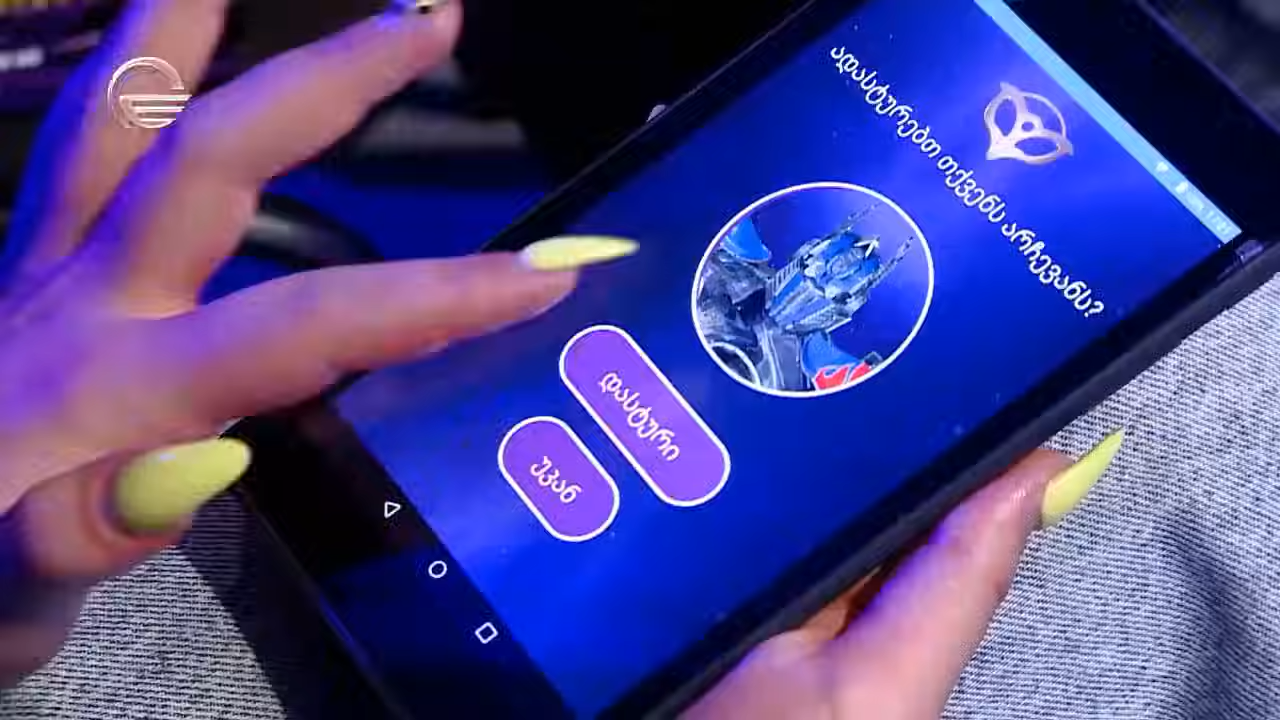 ადასტურებთ თქვენს არჩევანს?
დასტური
უკან